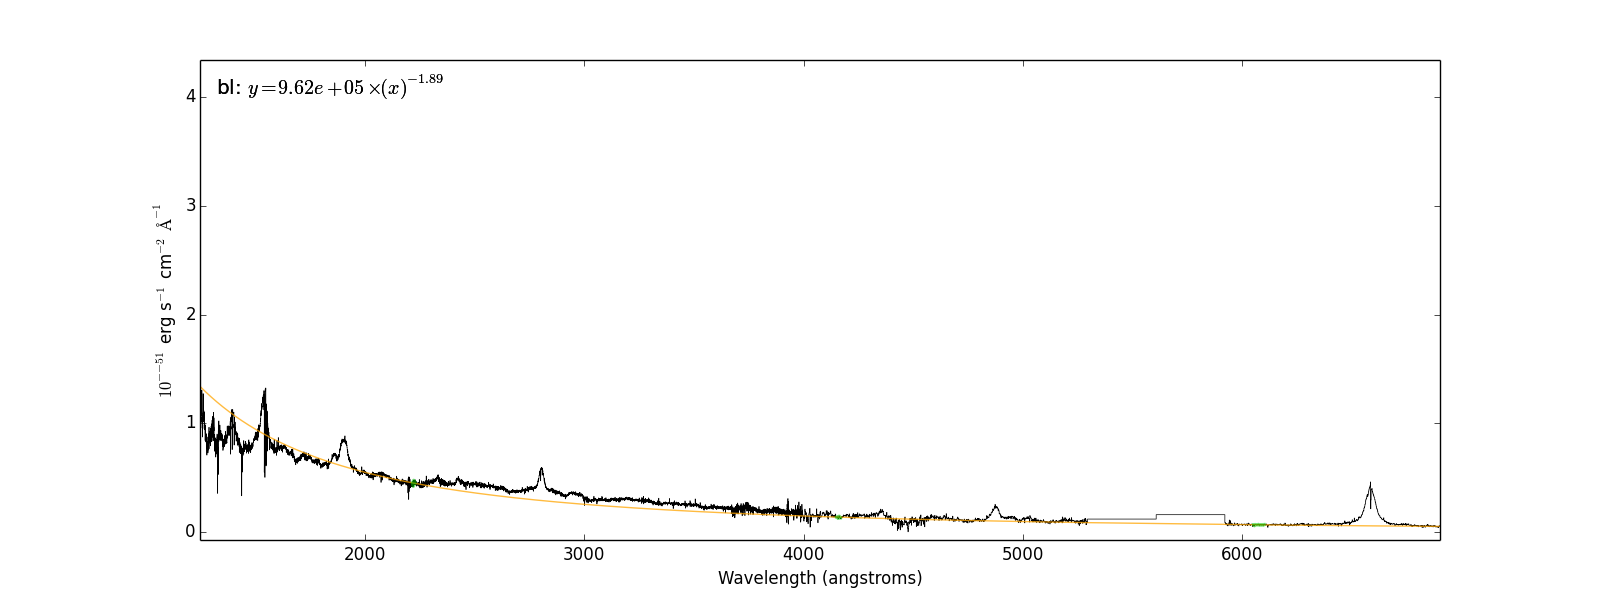 bl: y=9.62e+05×(x)^−1.89
4
3
2
1
0
10^−−51 erg s^−1 cm^−2 Å^−1
2000 3000 4000 5000 6000
Wavelength (angstroms)